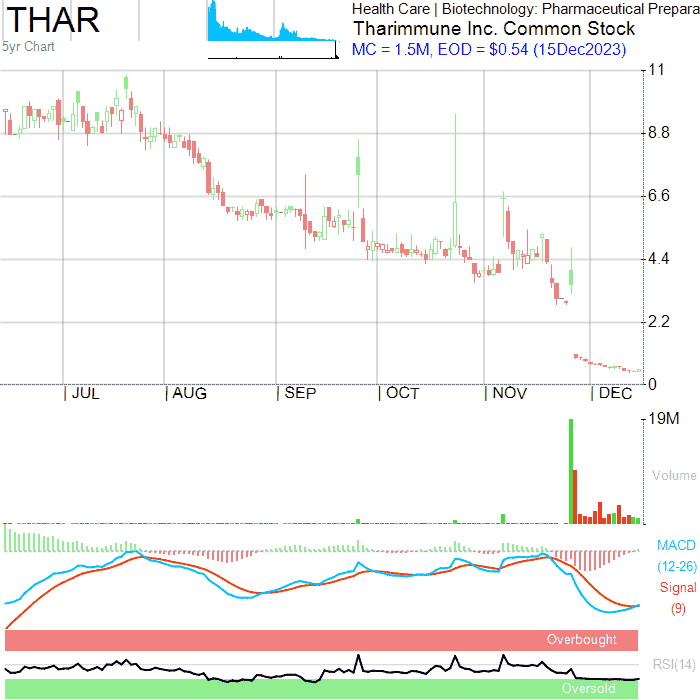 THAR
Health Care | Biotechnology: Pharmaceutical Prepara
5yr Chart
Tharimmune Inc. Common Stock
MC = 1.5M, EOD = $0.54 (15Dec2023)
11
8.8
6.6
4.4
2.2
0
JUL AUG SEP OCT NOV DEC
19M
Volume
MACD
(12-26)
Signal
(9)
Overbought
RSI(14)
Oversold